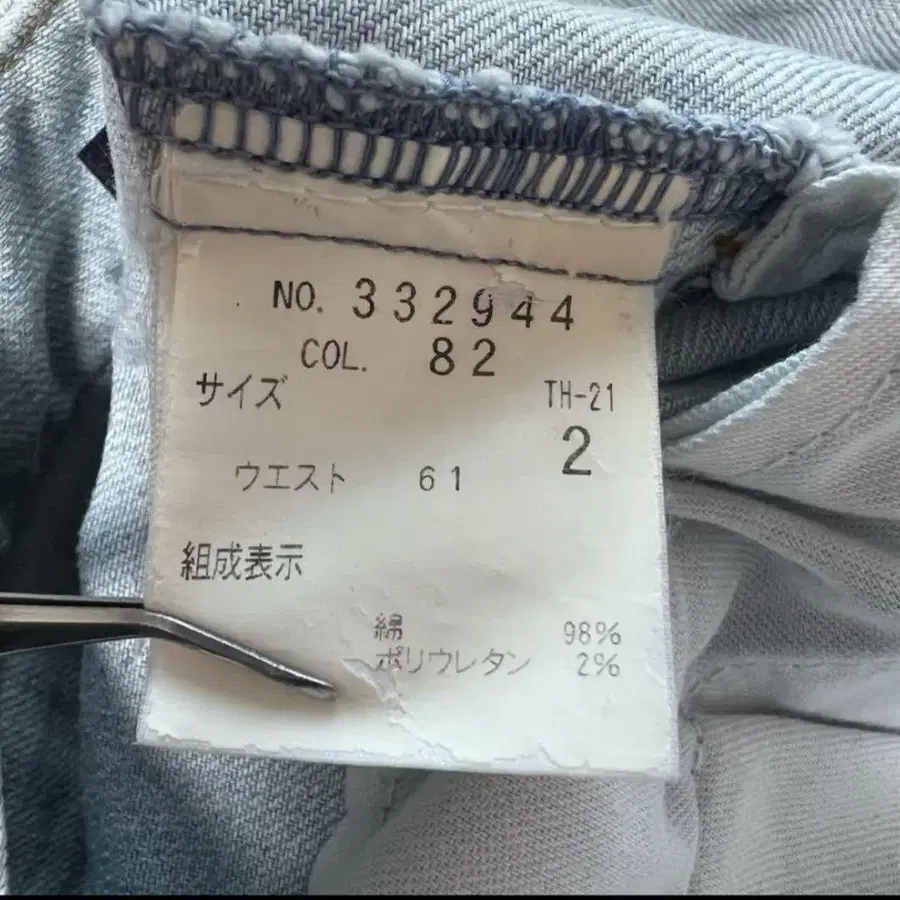 NO. 332944
COL. 82
サイズ TH-21
2
ウエスト 61
組成表示
綿 98%
ポリウレタン 2%